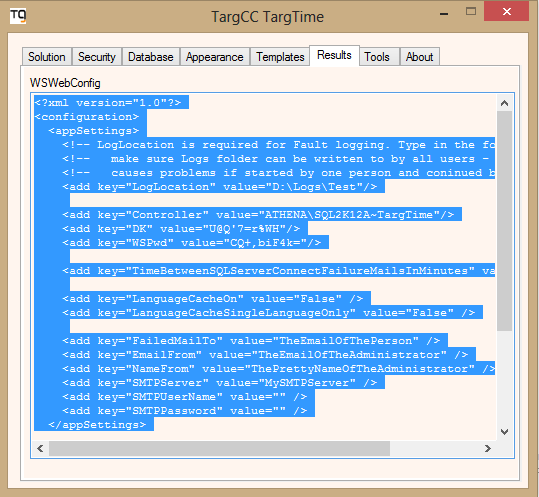 TG
TargCC TargTime
Solution Security Database Appearance Templates Results Tools About
WSWebConfig
<?xml version="1.0"?>
<configuration>
<appSettings>
<!-- LogLocation is required for Fault logging. Type in the fo
<!-- make sure Logs folder can be written to by all users -
<!-- causes problems if started by one person and coninued b
<add key="LogLocation" value="D:\Logs\Test"/>
<add key="Controller" value="ATHENA\SQL2K12A~TargTime"/>
<add key="DK" value="U@Q'7=r%WH"/>
<add key="WSPwd" value="CQ+,biF4k="/>
<add key="TimeBetweenSQLServerConnectFailureMailsInMinutes" va
<add key="LanguageCacheOn" value="False" />
<add key="LanguageCacheSingleLanguageOnly" value="False" />
<add key="FailedMailTo" value="TheEmailOfThePerson" />
<add key="EmailFrom" value="TheEmailOfTheAdministrator" />
<add key="NameFrom" value="ThePrettyNameOfTheAdministrator" />
<add key="SMTPServer" value="MySMTPServer" />
<add key="SMTPUserName" value="" />
<add key="SMTPPassword" value="" />
</appSettings>